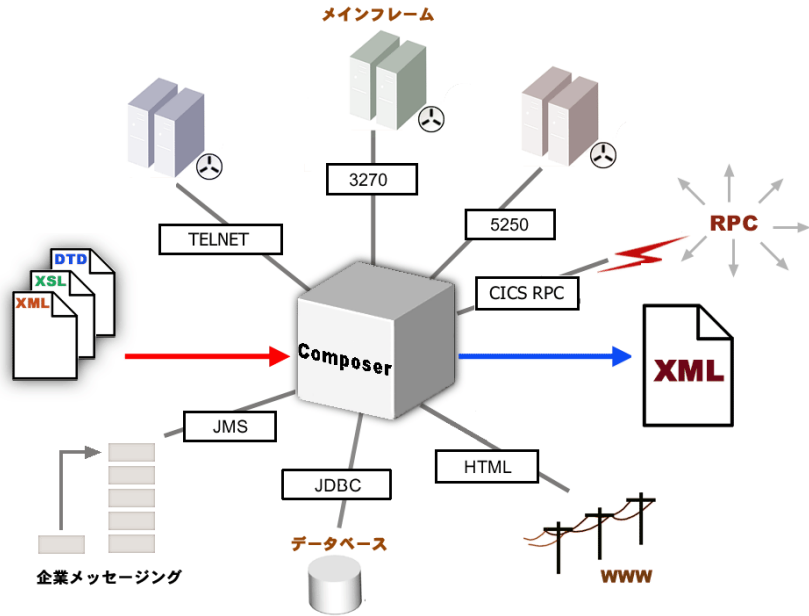 メインフレーム
3270
TELNET
5250
RPC
DTD
XSL
XML
CICS RPC
Composer
XML
JMS
HTML
JDBC
データベース
企業メッセージング
WWW